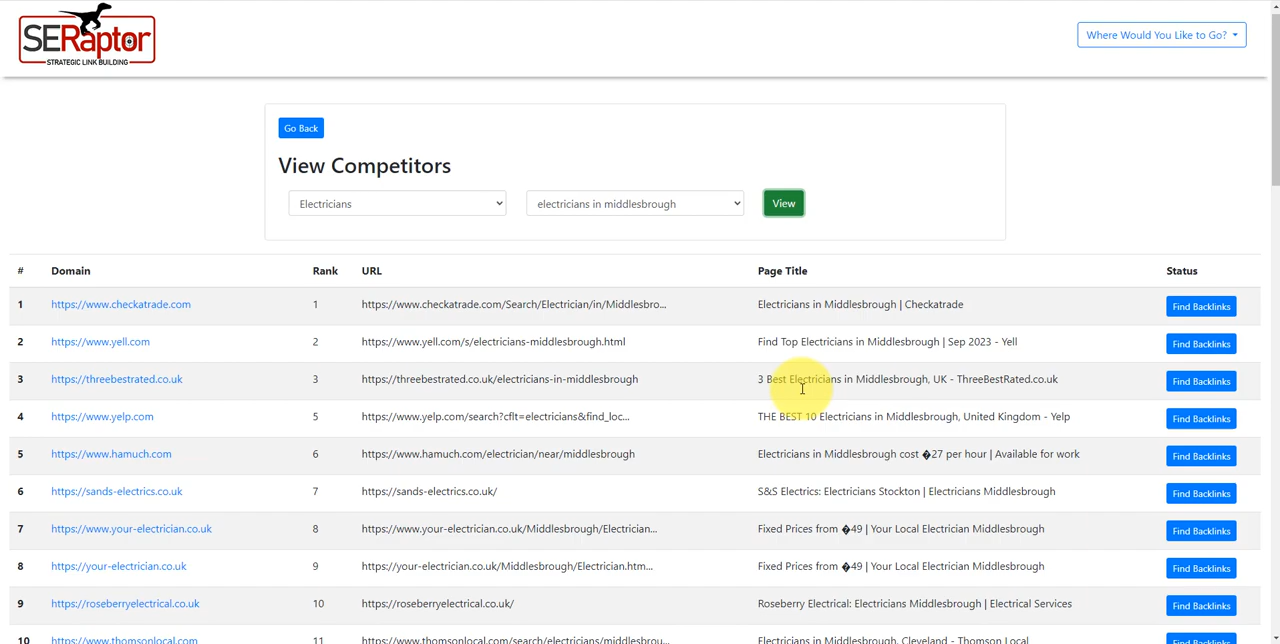 SERaptor
STRATEGIC LINK BUILDING
Where Would You Like to Go?
Go Back
View Competitors
Electricians electricians in middlesbrough View
# Domain Rank URL Page Title Status
1 https://www.checkatrade.com 1 https://www.checkatrade.com/Search/Electrician/in/Middlesbro... Electricians in Middlesbrough | Checkatrade Find Backlinks
2 https://www.yell.com 2 https://www.yell.com/s/electricians-middlesbrough.html Find Top Electricians in Middlesbrough | Sep 2023 - Yell Find Backlinks
3 https://threebestrated.co.uk 3 https://threebestrated.co.uk/electricians-in-middlesbrough 3 Best Electricians in Middlesbrough, UK - ThreeBestRated.co.uk Find Backlinks
4 https://www.yelp.com 5 https://www.yelp.com/search?cflt=electricians&find_loc... THE BEST 10 Electricians in Middlesbrough, United Kingdom - Yelp Find Backlinks
5 https://www.hamuch.com 6 https://www.hamuch.com/electrician/near/middlesbrough Electricians in Middlesbrough cost �27 per hour | Available for work Find Backlinks
6 https://sands-electrics.co.uk 7 https://sands-electrics.co.uk/ S&S Electrics: Electricians Stockton | Electricians Middlesbrough Find Backlinks
7 https://www.your-electrician.co.uk 8 https://www.your-electrician.co.uk/Middlesbrough/Electrician... Fixed Prices from �49 | Your Local Electrician Middlesbrough Find Backlinks
8 https://your-electrician.co.uk 9 https://your-electrician.co.uk/Middlesbrough/Electrician.htm... Fixed Prices from �49 | Your Local Electrician Middlesbrough Find Backlinks
9 https://roseberryelectrical.co.uk 10 https://roseberryelectrical.co.uk/ Roseberry Electrical: Electricians Middlesbrough | Electrical Services Find Backlinks
10 https://www.thomsonlocal.com 11 https://www.thomsonlocal.com/search/electricians/middlesbrou... Electricians in Middlesbrough, Cleveland - Thomson Local Find Backlinks